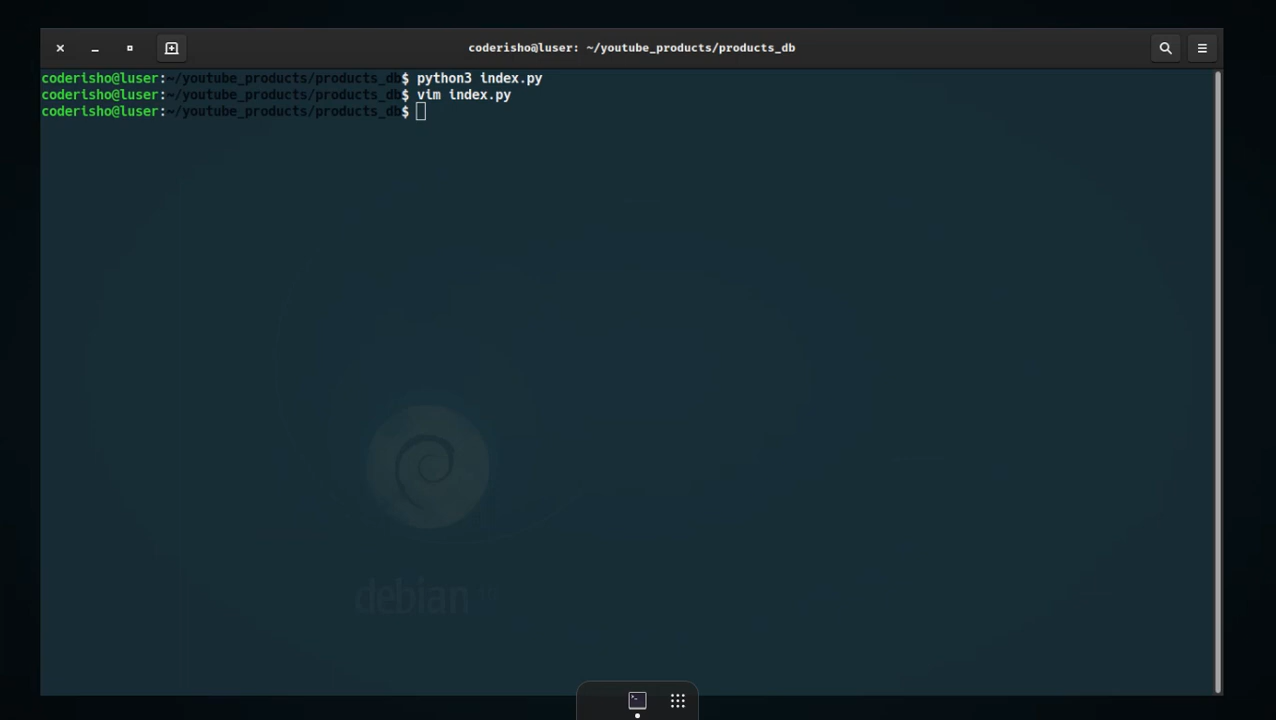 coderisho@luser: ~/youtube_products/products_db
coderisho@luser:~/youtube_products/products_db$ python3 index.py
coderisho@luser:~/youtube_products/products_db$ vim index.py
coderisho@luser:~/youtube_products/products_db$
debian